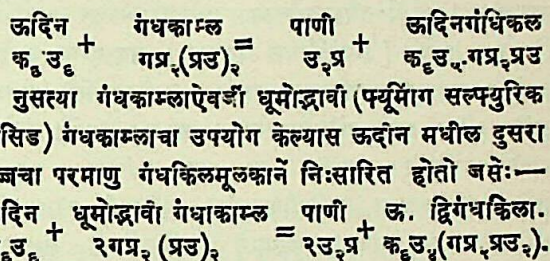 ऊदिन + गंधकाम्ल = पाणी + ऊदिनगंधिकल
क₆उ₆ गप्र₂(प्रउ)₂ उ₂प्र क₆उ₅.गप्र₂प्रउ
नुसत्या गंधकाम्लाऐवजीं धूमोद्भावी (फ्यूमिंग सल्फ्युरिक
सिड) गंधकाम्लाचा उपयोग केल्यास ऊदीन मधील दुसरा
चा परमाणु गंधकिलमूलकानें निःसारित होतो जसेंः—
दिन + धूमोद्भावी गंधाकाम्ल = पाणी + ऊ. द्विगंधकिला.
उ₆ २गप्र₂ (प्रउ)₂ २उ₂प्र क₆उ₄(गप्र₂प्रउ₂).